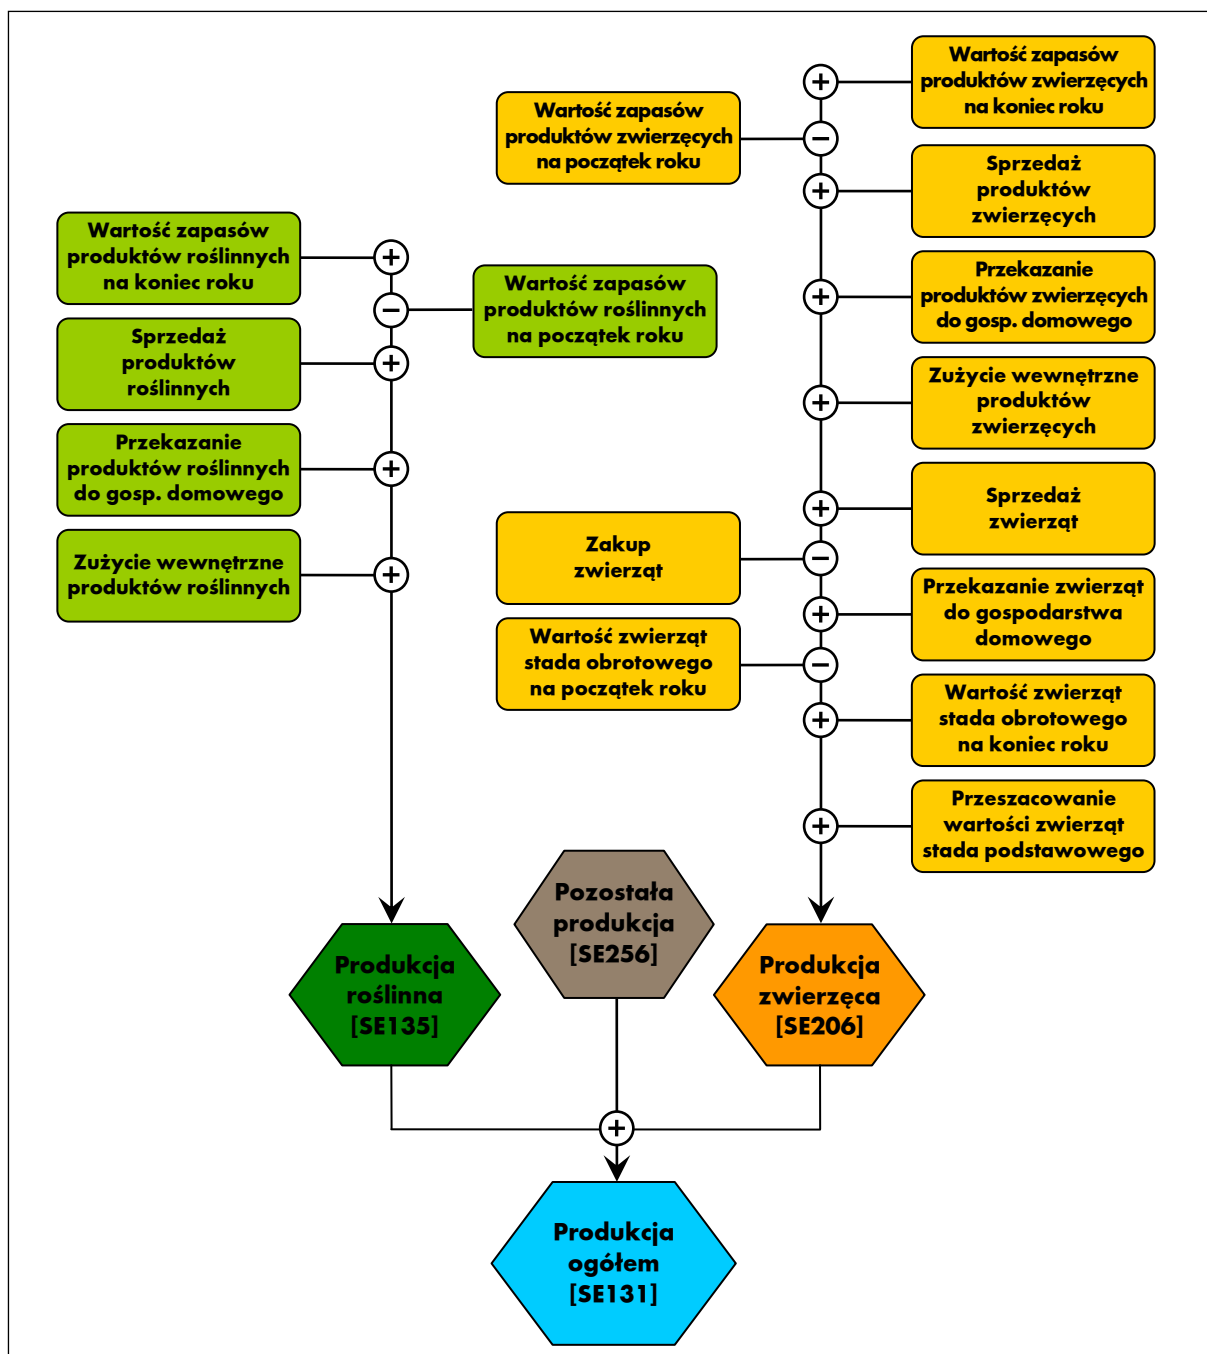 Wartość zapasów
produktów zwierzęcych
na koniec roku
+
Wartość zapasów
produktów zwierzęcych
na początek roku
−
Sprzedaż
produktów
zwierzęcych
+
Wartość zapasów
produktów roślinnych
na koniec roku
+
Wartość zapasów
produktów roślinnych
na początek roku
−
Przekazanie
produktów zwierzęcych
do gosp. domowego
+
Sprzedaż
produktów
roślinnych
+
Zużycie wewnętrzne
produktów
zwierzęcych
+
Przekazanie
produktów roślinnych
do gosp. domowego
+
Sprzedaż
zwierząt
+
Zakup
zwierząt
−
Zużycie wewnętrzne
produktów roślinnych
+
Przekazanie zwierząt
do gospodarstwa
domowego
+
Wartość zwierząt
stada obrotowego
na początek roku
−
Wartość zwierząt
stada obrotowego
na koniec roku
+
Przeszacowanie
wartości zwierząt
stada podstawowego
+
Pozostała
produkcja
[SE256]
Produkcja
roślinna
[SE135]
Produkcja
zwierzęca
[SE206]
+
Produkcja
ogółem
[SE131]